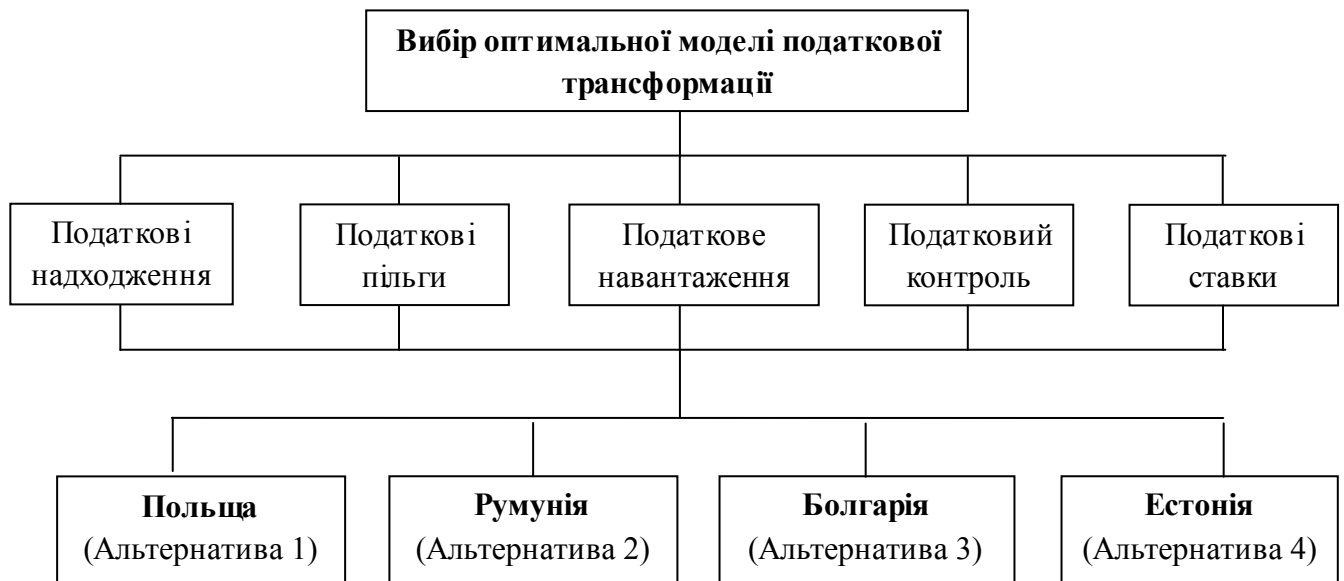 Вибір оптимальної моделі податкової
трансформації
Податкові
надходження
Податкові
пільги
Податкове
навантаження
Податковий
контроль
Податкові
ставки
Польща
(Альтернатива 1)
Румунія
(Альтернатива 2)
Болгарія
(Альтернатива 3)
Естонія
(Альтернатива 4)